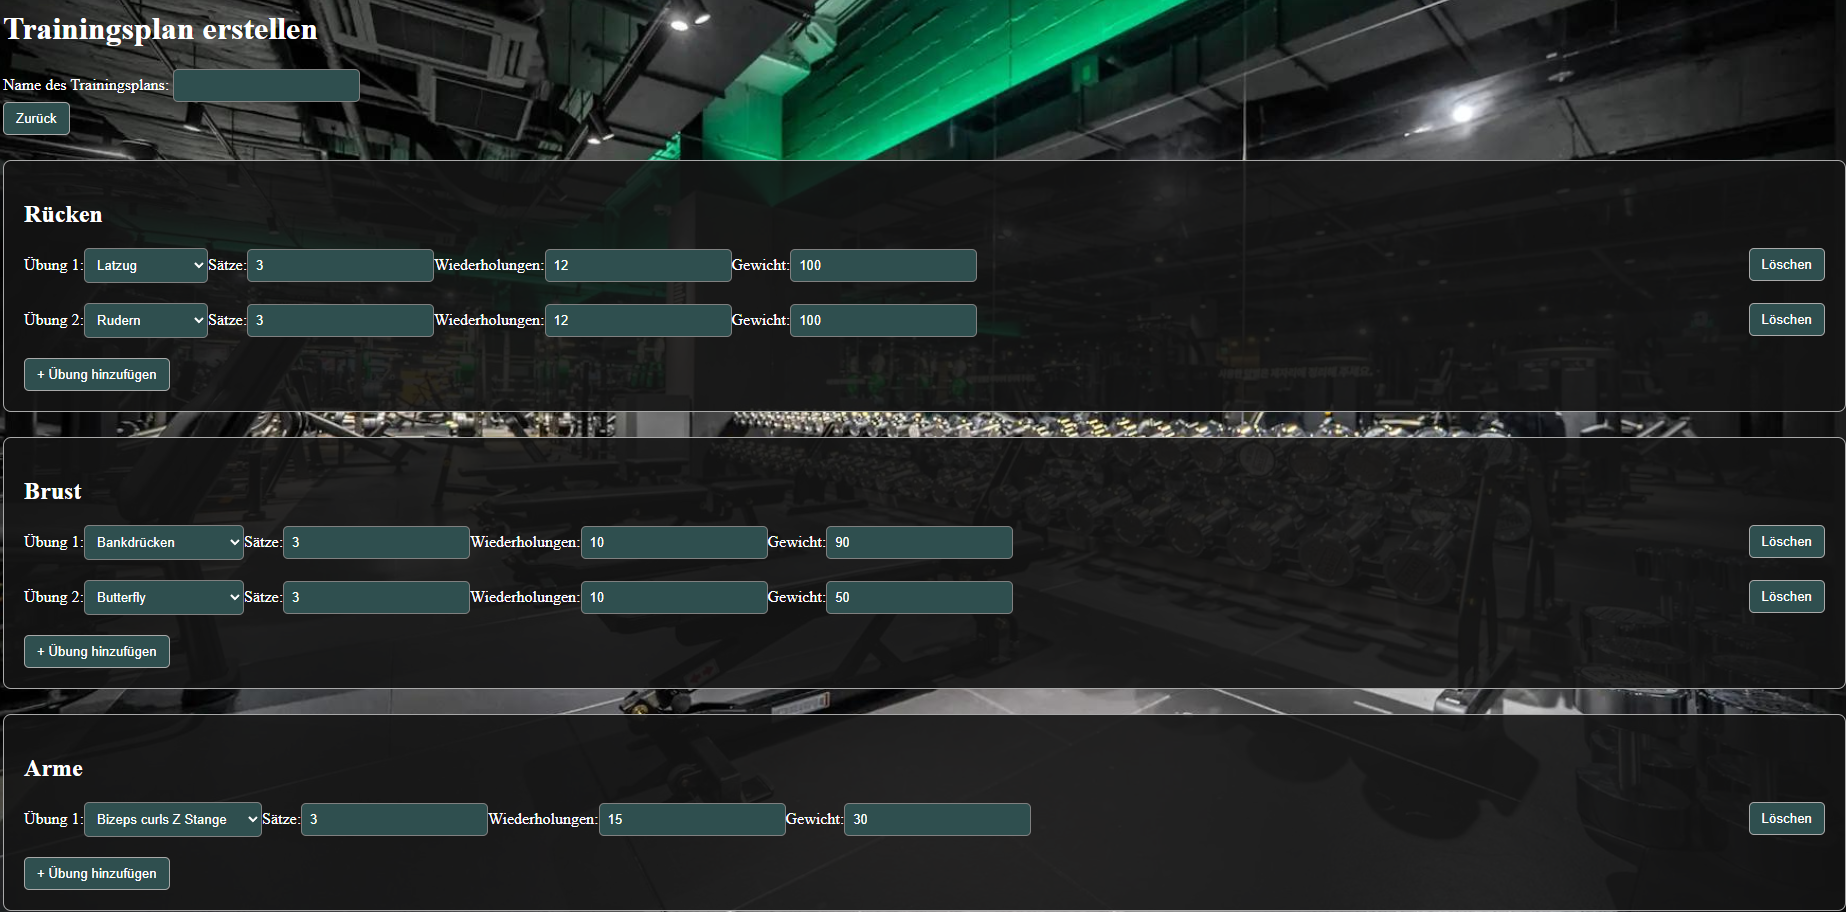 Trainingsplan erstellen
Name des Trainingsplans:
Zurück
Rücken
Übung 1: Latzug Sätze: 3 Wiederholungen: 12 Gewicht: 100 Löschen
Übung 2: Rudern Sätze: 3 Wiederholungen: 12 Gewicht: 100 Löschen
+ Übung hinzufügen
Brust
Übung 1: Bankdrücken Sätze: 3 Wiederholungen: 10 Gewicht: 90 Löschen
Übung 2: Butterfly Sätze: 3 Wiederholungen: 10 Gewicht: 50 Löschen
+ Übung hinzufügen
Arme
Übung 1: Bizeps curls Z Stange Sätze: 3 Wiederholungen: 15 Gewicht: 30 Löschen
+ Übung hinzufügen